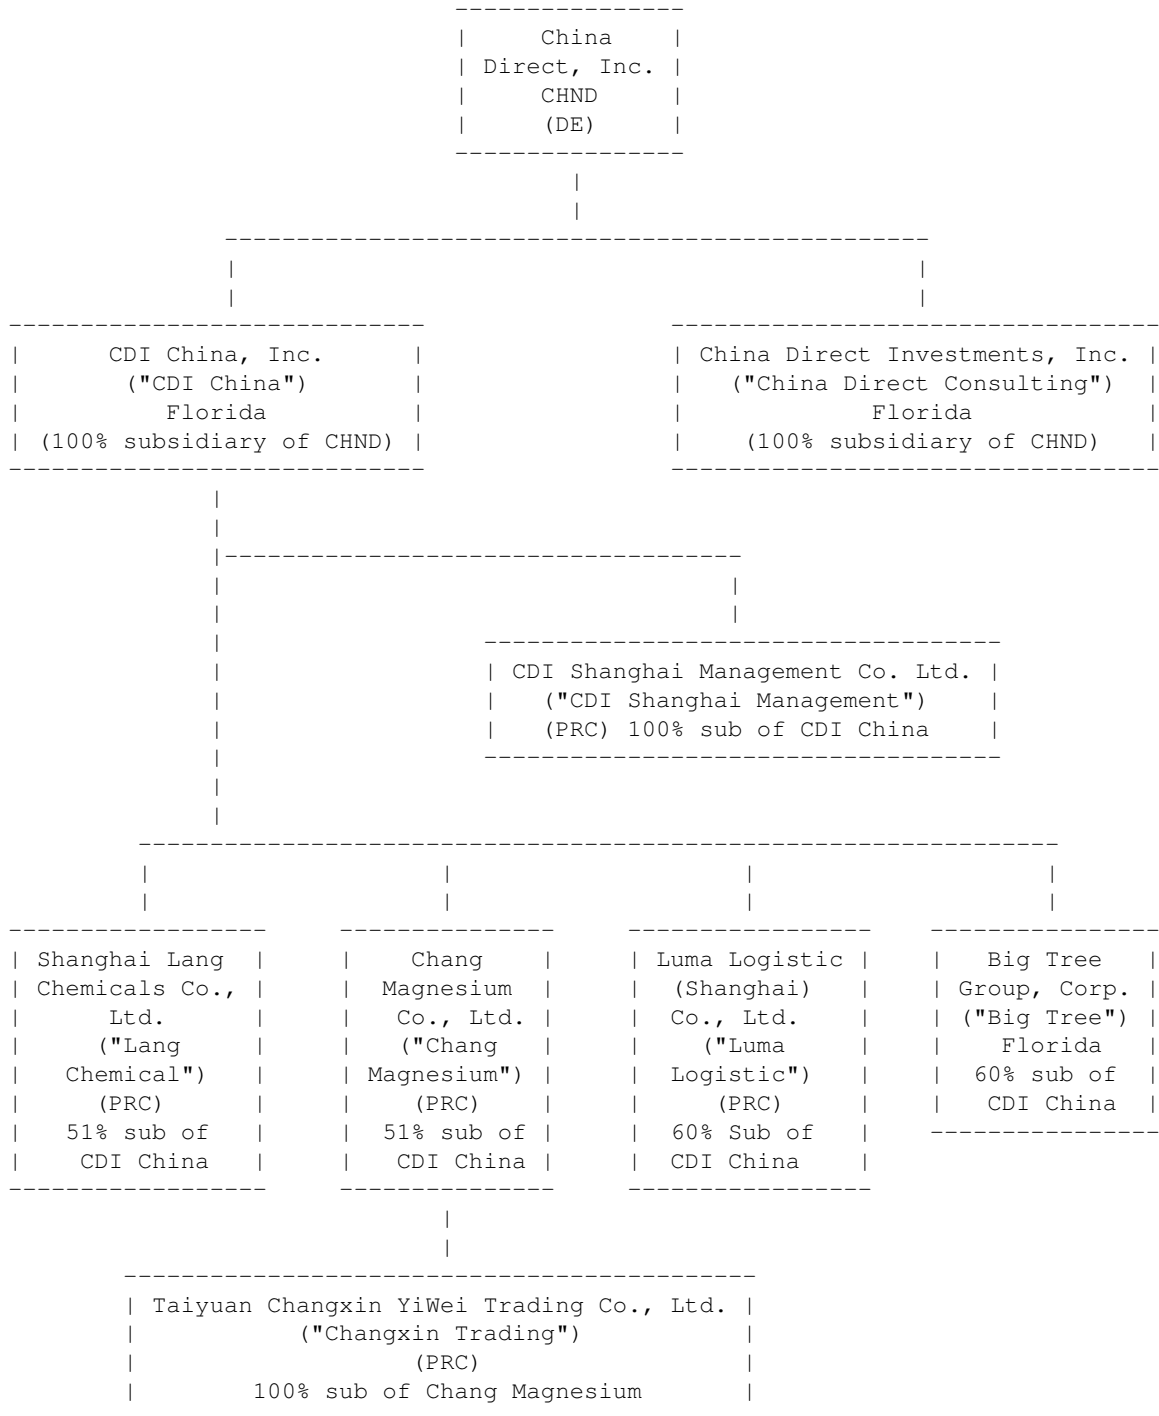 China
Direct, Inc.
CHND
(DE)
CDI China, Inc.
("CDI China")
Florida
(100% subsidiary of CHND)
China Direct Investments, Inc.
("China Direct Consulting")
Florida
(100% subsidiary of CHND)
CDI Shanghai Management Co. Ltd.
("CDI Shanghai Management")
(PRC) 100% sub of CDI China
Shanghai Lang
Chemicals Co.,
Ltd.
("Lang
Chemical")
(PRC)
51% sub of
CDI China
Chang
Magnesium
Co., Ltd.
("Chang
Magnesium")
(PRC)
51% sub of
CDI China
Luma Logistic
(Shanghai)
Co., Ltd.
("Luma
Logistic")
(PRC)
60% Sub of
CDI China
Big Tree
Group, Corp.
("Big Tree")
Florida
60% sub of
CDI China
Taiyuan Changxin YiWei Trading Co., Ltd.
("Changxin Trading")
(PRC)
100% sub of Chang Magnesium